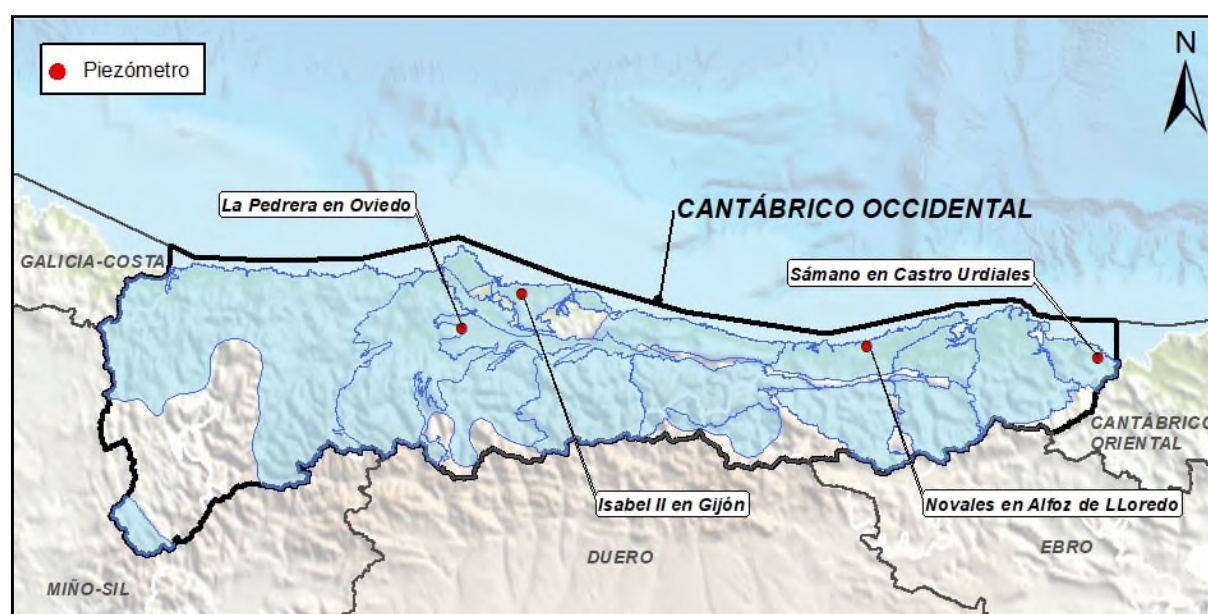 N
Piezómetro
La Pedrera en Oviedo
CANTÁBRICO OCCIDENTAL
GALICIA-COSTA
Sámano en Castro Urdiales
CANTÁBRICO
ORIENTAL
Isabel II en Gijón
Novales en Alfoz de LLoredo
DUERO
EBRO
MIÑO-SIL